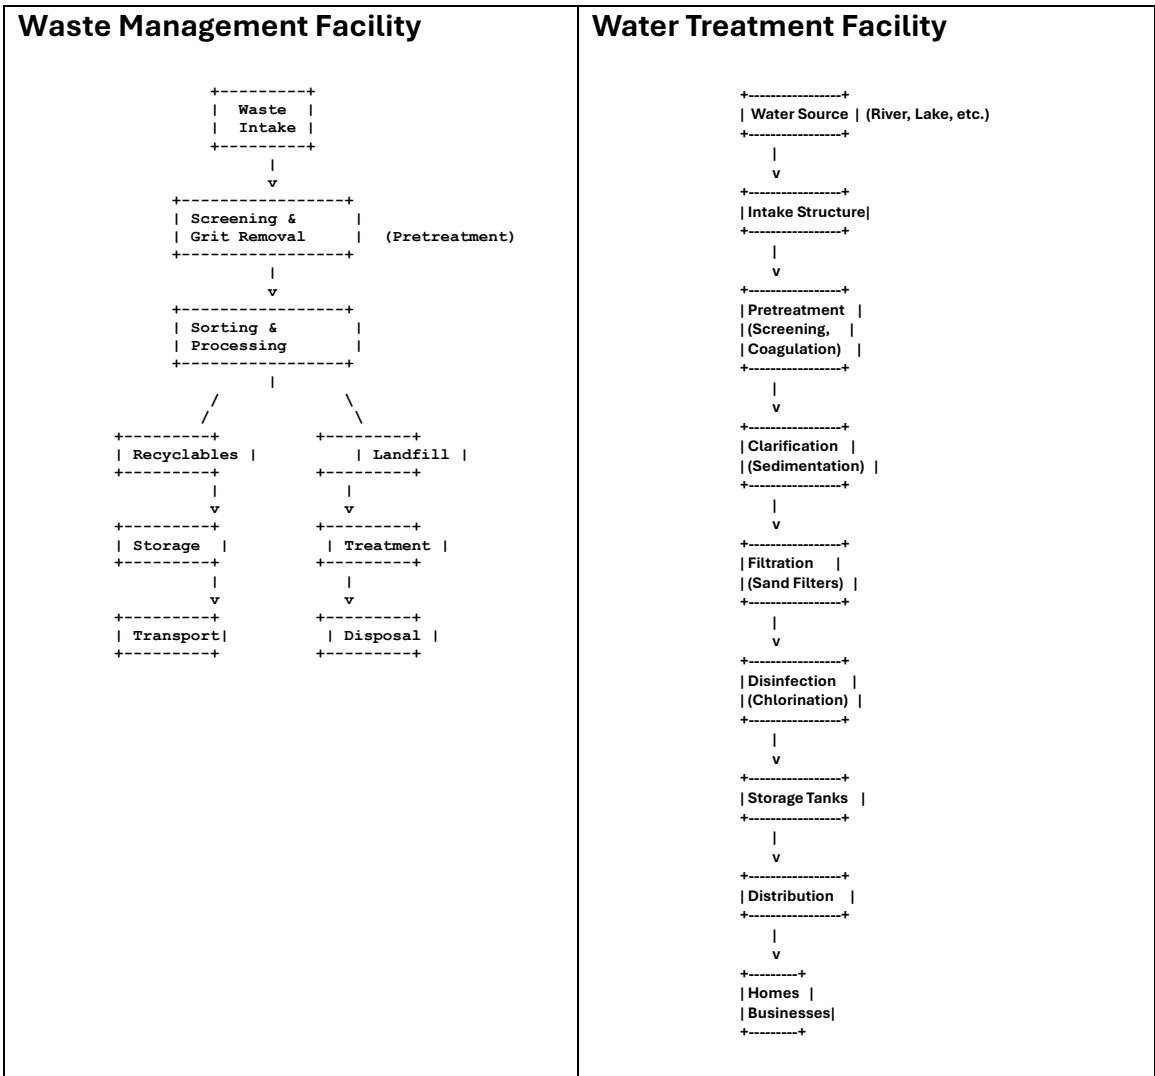 Waste Management Facility
+---------+
|  Waste  |
|  Intake |
+---------+
|
v
+-----------------+
| Screening &      |
| Grit Removal     |  (Pretreatment)
+-----------------+
|
v
+-----------------+
| Sorting &        |
| Processing       |
+-----------------+
|
/            \
/              \
+---------+          +---------+
| Recyclables |          | Landfill |
+---------+          +---------+
|            |
v            v
+---------+          +---------+
| Storage  |          | Treatment |
+---------+          +---------+
|            |
v            v
+---------+          +---------+
| Transport|          | Disposal |
+---------+          +---------+
Water Treatment Facility
+-----------------+
| Water Source | (River, Lake, etc.)
+-----------------+
|
v
+-----------------+
| Intake Structure|
+-----------------+
|
v
+-----------------+
| Pretreatment   |
| (Screening,    |
| Coagulation)   |
+-----------------+
|
v
+-----------------+
| Clarification   |
| (Sedimentation)  |
+-----------------+
|
v
+-----------------+
| Filtration     |
| (Sand Filters)  |
+-----------------+
|
v
+-----------------+
| Disinfection    |
| (Chlorination)  |
+-----------------+
|
v
+-----------------+
| Storage Tanks   |
+-----------------+
|
v
+-----------------+
| Distribution    |
+-----------------+
|
v
+---------+
| Homes  |
| Businesses|
+---------+